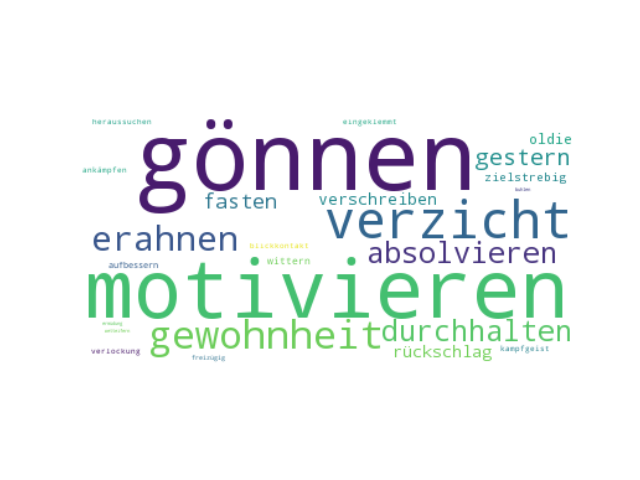 heraussuchen eingeklemmt
gönnen
oldie
gestern
ankämpfen
zielstrebig
fasten verschreiben
verzicht
erahnen
blickkontakt
absolvieren
wittern
aufbessern
motivieren
gewohnheit
durchhalten
verlockung
rückschlag
kampfgeist
freizügig